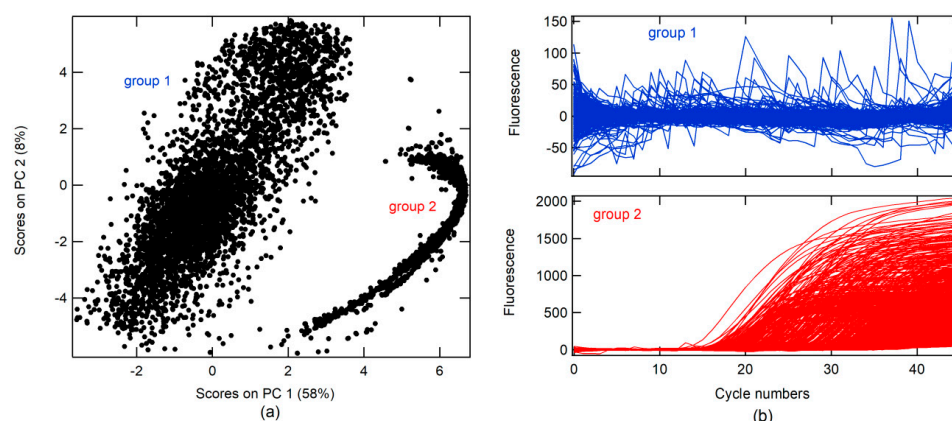 group 1
group 2
Scores on PC 2 (8%)
4
2
0
-2
-4
-2
0
2
4
6
Scores on PC 1 (58%)
(a)
group 1
Fluorescence
150
100
50
0
-50
group 2
Fluorescence
2000
1500
1000
500
0
0
10
20
30
40
Cycle numbers
(b)